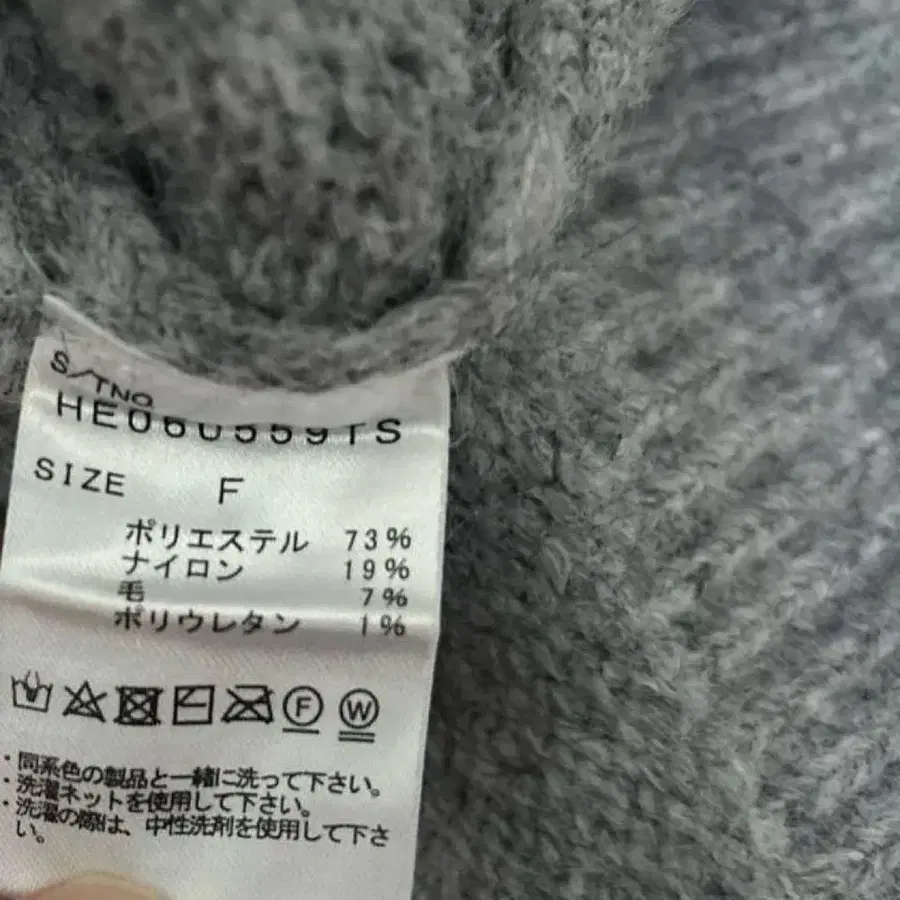 S/TNO
HE060559TS
SIZE F
ポリエステル 73%
ナイロン 19%
毛 7%
ポリウレタン 1%
F W
・同系色の製品と一緒に洗って下さい。
・洗濯ネットを使用して下さい。
・洗濯の際は、中性洗剤を使用して下さ
い。